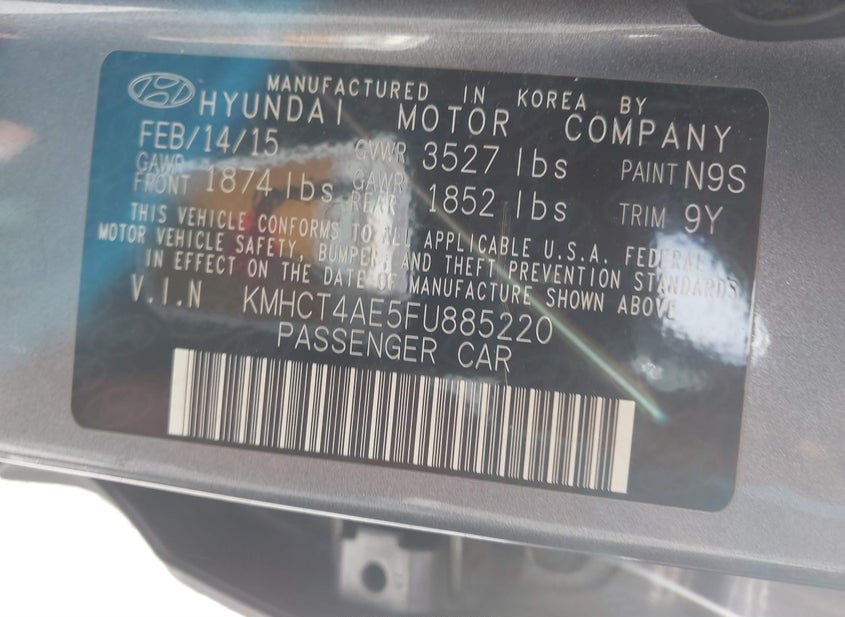 MANUFACTURED IN KOREA BY
HYUNDAI MOTOR COMPANY
FEB/14/15 GVWR 3527 lbs PAINT N9S
GAWR FRONT 1874 lbs GAWR REAR 1852 lbs TRIM 9Y
THIS VEHICLE CONFORMS TO ALL APPLICABLE U.S.A. FEDERAL
MOTOR VEHICLE SAFETY, BUMPER, AND THEFT PREVENTION STANDARDS
IN EFFECT ON THE DATE OF MANUFACTURE SHOWN ABOVE
V.I.N KMHCT4AE5FU885220
PASSENGER CAR